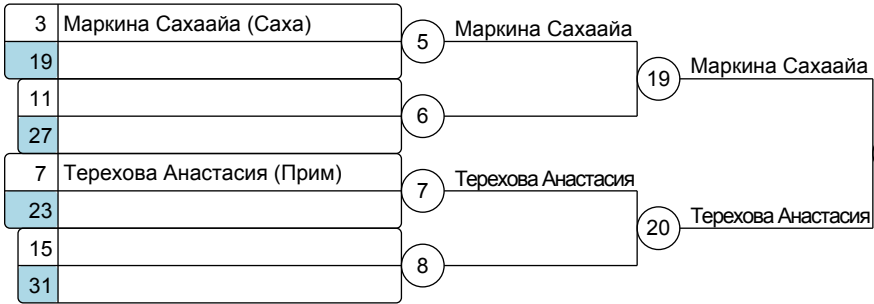 3 Маркина Сахаайа (Саха)
5 Маркина Сахаайа
19
19 Маркина Сахаайа
11
6
27
7 Терехова Анастасия (Прим)
7 Терехова Анастасия
23
20 Терехова Анастасия
15
8
31